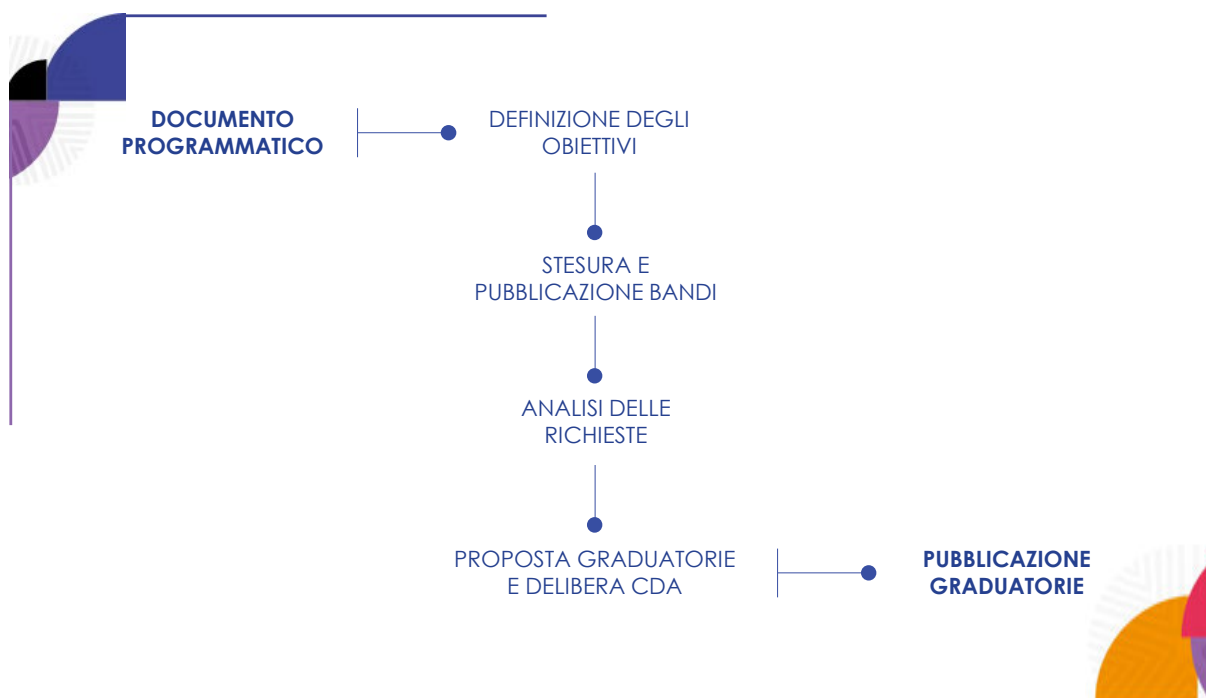 DOCUMENTO
PROGRAMMATICO
DEFINIZIONE DEGLI
OBIETTIVI
STESURA E
PUBBLICAZIONE BANDI
ANALISI DELLE
RICHIESTE
PROPOSTA GRADUATORIE
E DELIBERA CDA
PUBBLICAZIONE
GRADUATORIE